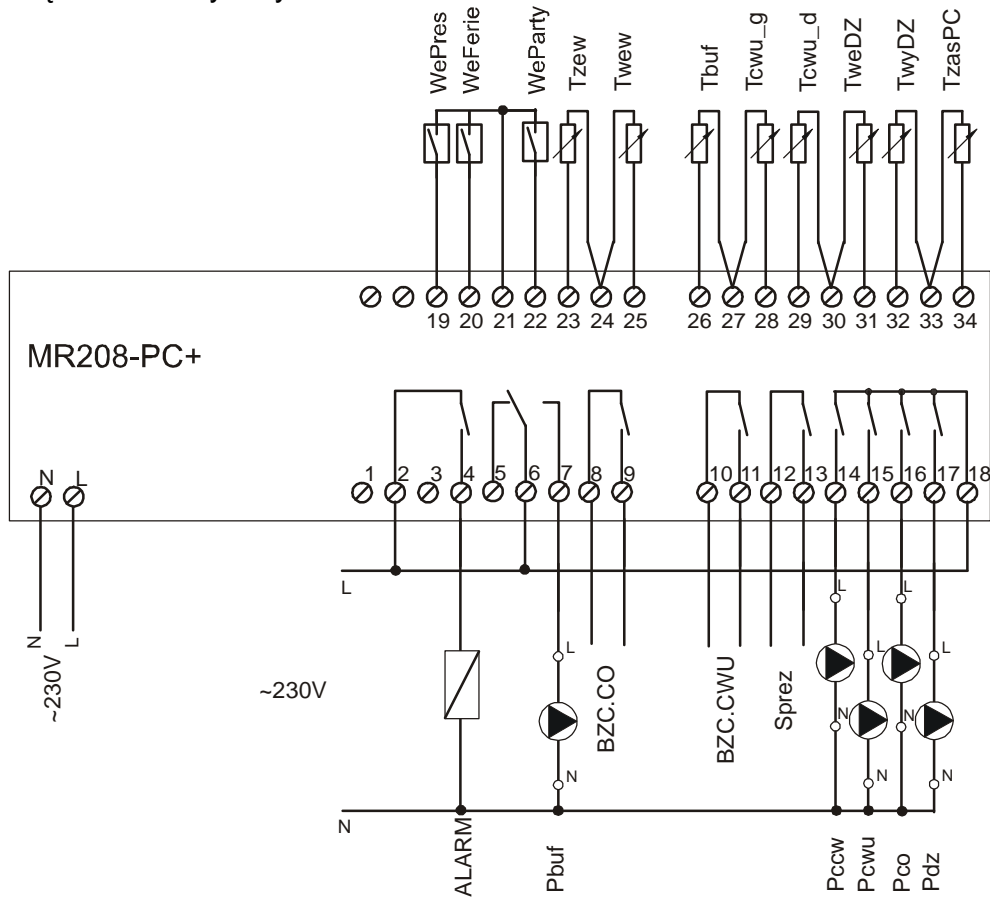 WePres
WeFerie
WeParty
Tzew
Twew
Tbuf
Tcwu_g
Tcwu_d
TweDZ
TwyDZ
TzasPC
19 20 21 22 23 24 25 26 27 28 29 30 31 32 33 34
MR208-PC+
N L 1 2 3 4 5 6 7 8 9 10 11 12 13 14 15 16 17 18
L
L L
L L
N L
~230V
~230V
BZC.CO
BZC.CWU
Sprez
N N
N N N
N
ALARM
Pbuf
Pccw
Pcwu
Pco
Pdz